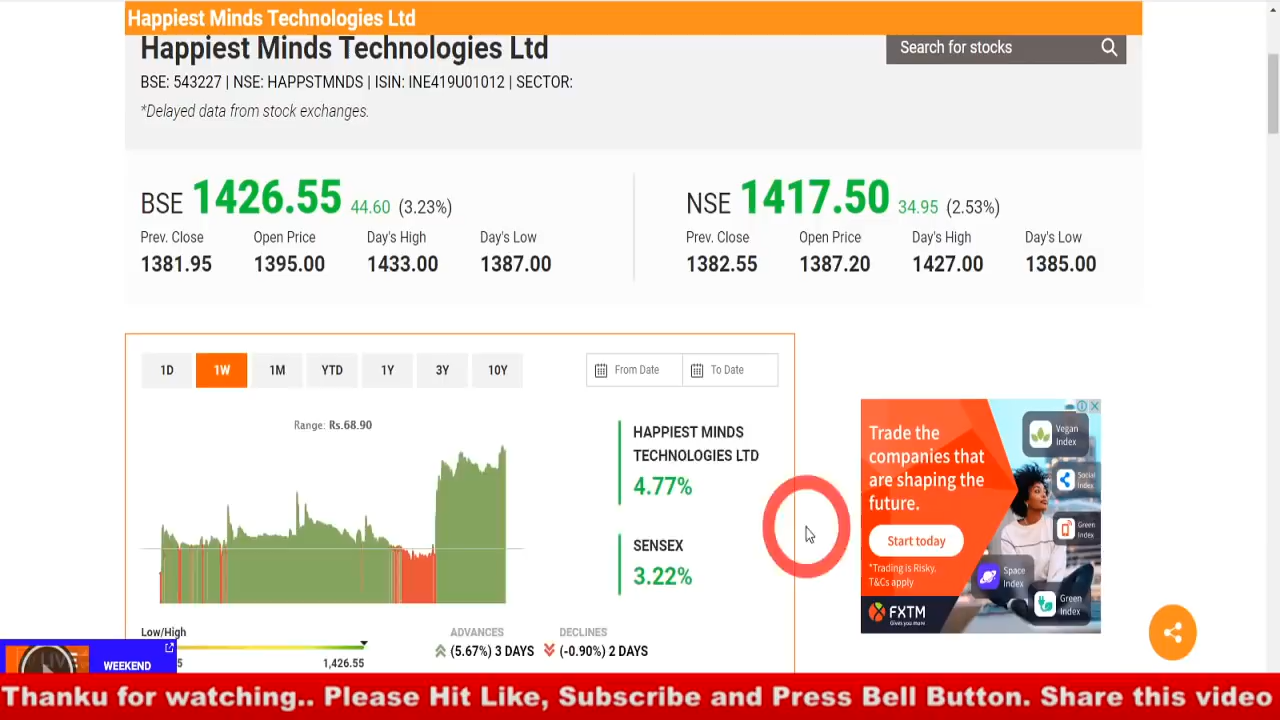 Happiest Minds Technologies Ltd
Happiest Minds Technologies Ltd
Search for stocks
BSE: 543227 | NSE: HAPPSTMNDS | ISIN: INE419U01012 | SECTOR:
*Delayed data from stock exchanges.
BSE 1426.55 44.60 (3.23%)
Prev. Close Open Price Day's High Day's Low
1381.95 1395.00 1433.00 1387.00
NSE 1417.50 34.95 (2.53%)
Prev. Close Open Price Day's High Day's Low
1382.55 1387.20 1427.00 1385.00
1D 1W 1M YTD 1Y 3Y 10Y
From Date To Date
Range: Rs.68.90
HAPPIEST MINDS
TECHNOLOGIES LTD
4.77%
SENSEX
3.22%
Low/High
1,426.55
ADVANCES
(5.67%) 3 DAYS
DECLINES
(-0.90%) 2 DAYS
Trade the
companies that
are shaping the
future.
Start today
*Trading is Risky.
T&Cs apply
FXTM
Gives you more
Vegan
Index
Social
Index
Green
Index
Space
Index
Green
Index
WEEKEND
Thanku for watching.. Please Hit Like, Subscribe and Press Bell Button. Share this video